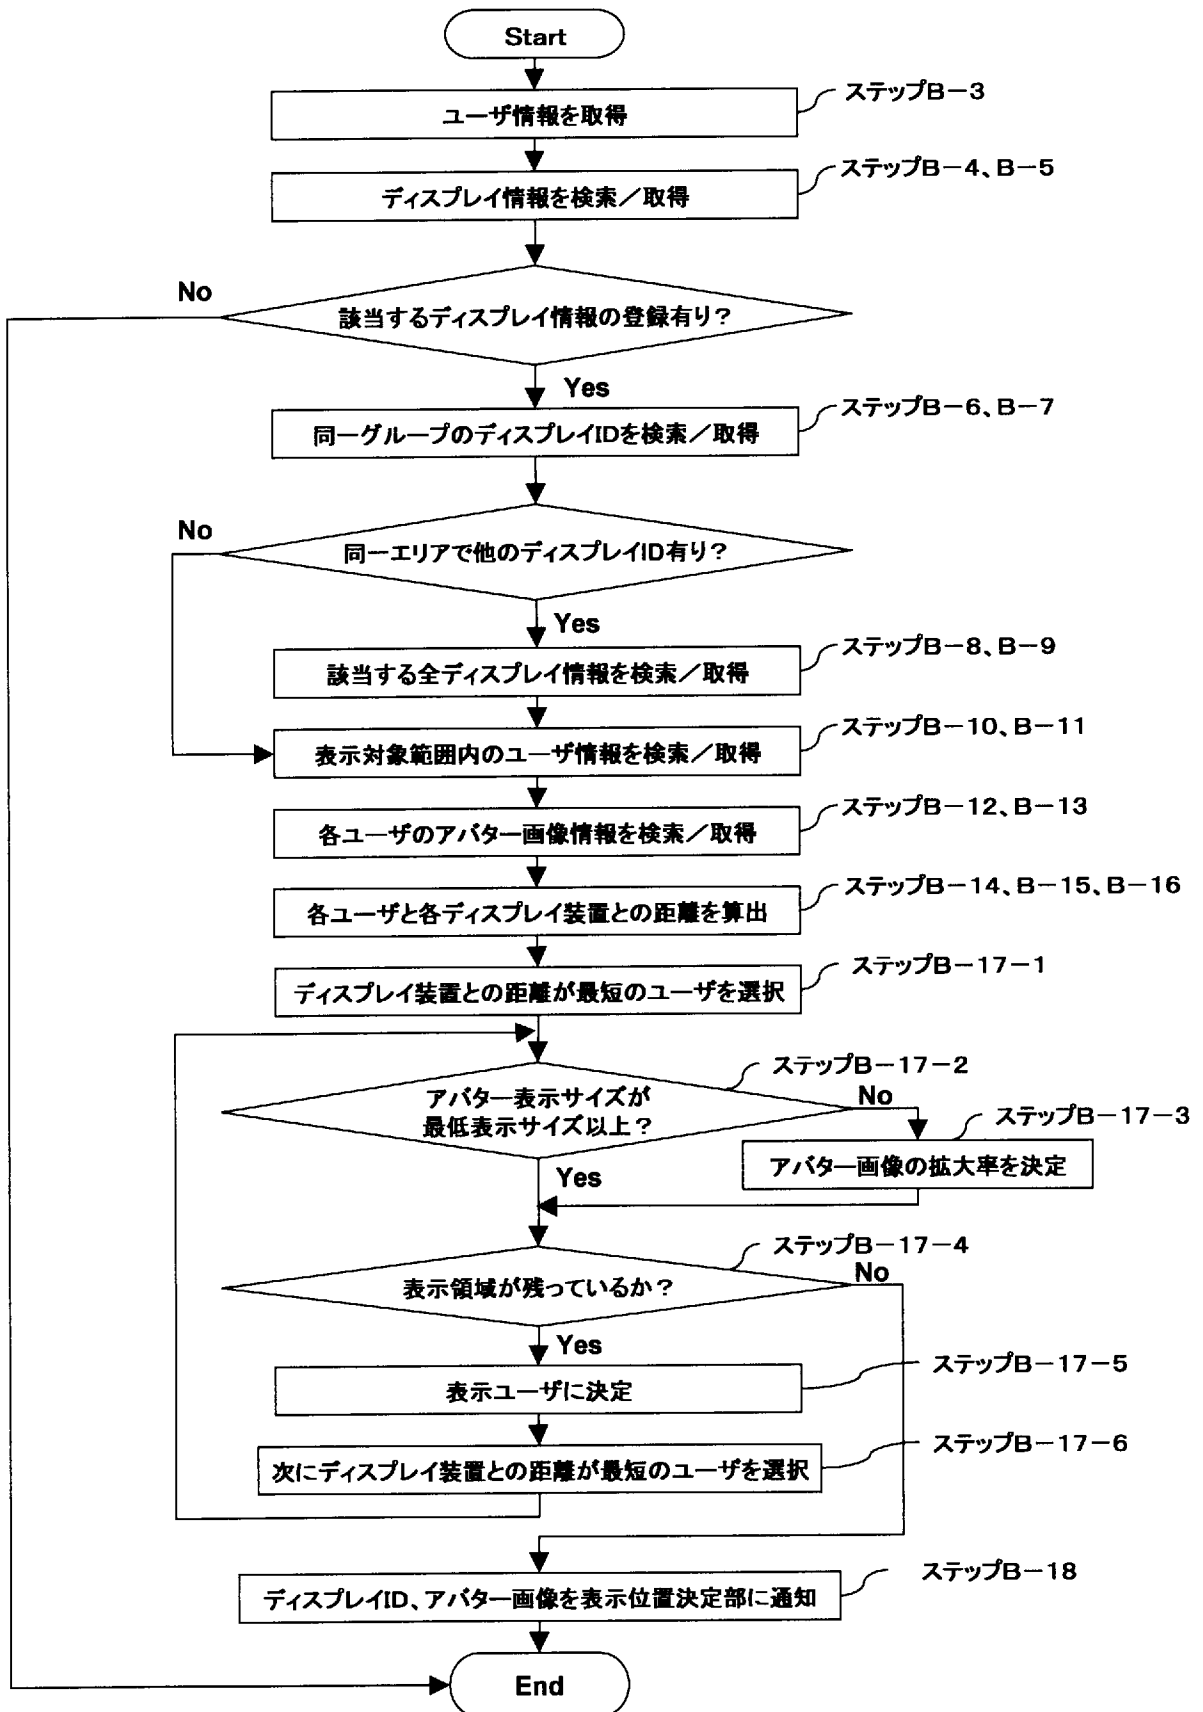 Start
ステップB-3
ユーザ情報を取得
ステップB-4、B-5
ディスプレイ情報を検索／取得
No
該当するディスプレイ情報の登録有り？
Yes
ステップB-6、B-7
同一グループのディスプレイIDを検索／取得
No
同一エリアで他のディスプレイID有り？
Yes
ステップB-8、B-9
該当する全ディスプレイ情報を検索／取得
ステップB-10、B-11
表示対象範囲内のユーザ情報を検索／取得
ステップB-12、B-13
各ユーザのアバター画像情報を検索／取得
ステップB-14、B-15、B-16
各ユーザと各ディスプレイ装置との距離を算出
ステップB-17-1
ディスプレイ装置との距離が最短のユーザを選択
ステップB-17-2
アバター表示サイズが
最低表示サイズ以上？
No
ステップB-17-3
アバター画像の拡大率を決定
Yes
ステップB-17-4
表示領域が残っているか？
No
Yes
ステップB-17-5
表示ユーザに決定
ステップB-17-6
次にディスプレイ装置との距離が最短のユーザを選択
ステップB-18
ディスプレイID、アバター画像を表示位置決定部に通知
End